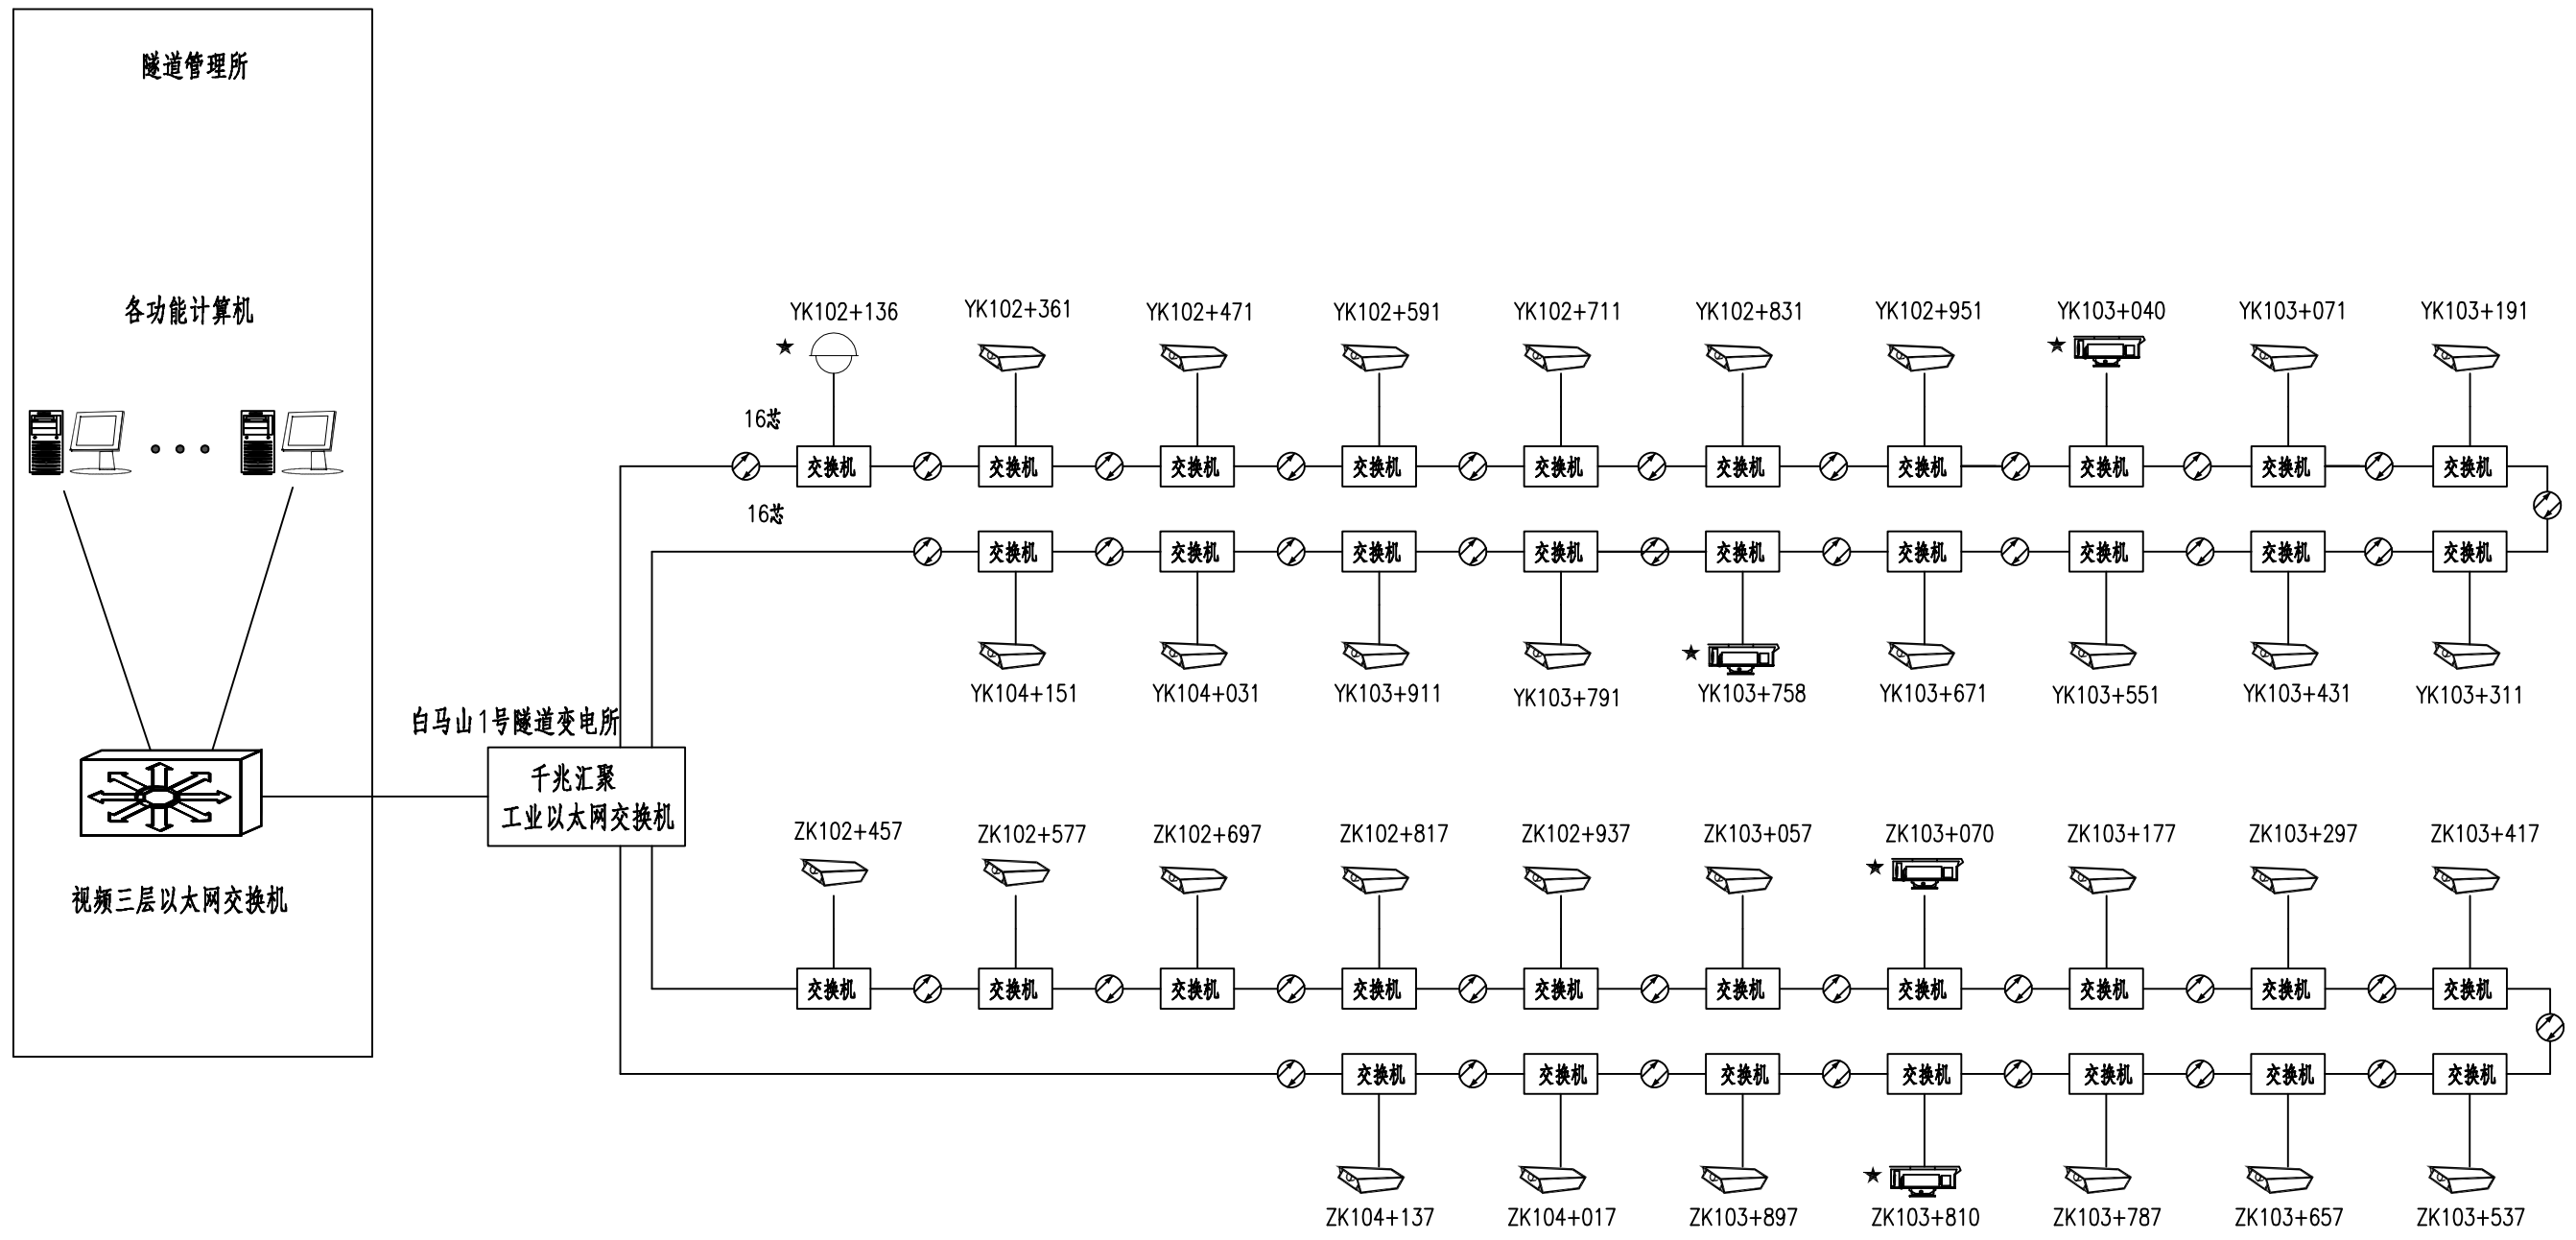 隧道管理所
各功能计算机
视频三层以太网交换机
白马山1号隧道变电所
千兆汇聚
工业以太网交换机
YK102+136 YK102+361 YK102+471 YK102+591 YK102+711 YK102+831 YK102+951 YK103+040 YK103+071 YK103+191
16芯
交换机 交换机 交换机 交换机 交换机 交换机 交换机 交换机 交换机 交换机
16芯
交换机 交换机 交换机 交换机 交换机 交换机 交换机 交换机 交换机
YK104+151 YK104+031 YK103+911 YK103+791 YK103+758 YK103+671 YK103+551 YK103+431 YK103+311
ZK102+457 ZK102+577 ZK102+697 ZK102+817 ZK102+937 ZK103+057 ZK103+070 ZK103+177 ZK103+297 ZK103+417
交换机 交换机 交换机 交换机 交换机 交换机 交换机 交换机 交换机 交换机
交换机 交换机 交换机 交换机 交换机 交换机 交换机
ZK104+137 ZK104+017 ZK103+897 ZK103+810 ZK103+787 ZK103+657 ZK103+537